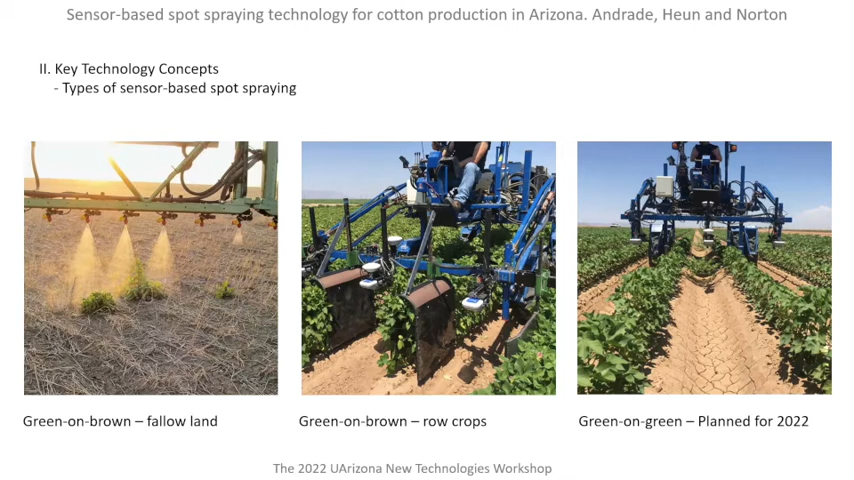 Sensor-based spot spraying technology for cotton production in Arizona. Andrade, Heun and Norton
II. Key Technology Concepts
- Types of sensor-based spot spraying
Green-on-brown – fallow land
Green-on-brown – row crops
Green-on-green – Planned for 2022
The 2022 UArizona New Technologies Workshop